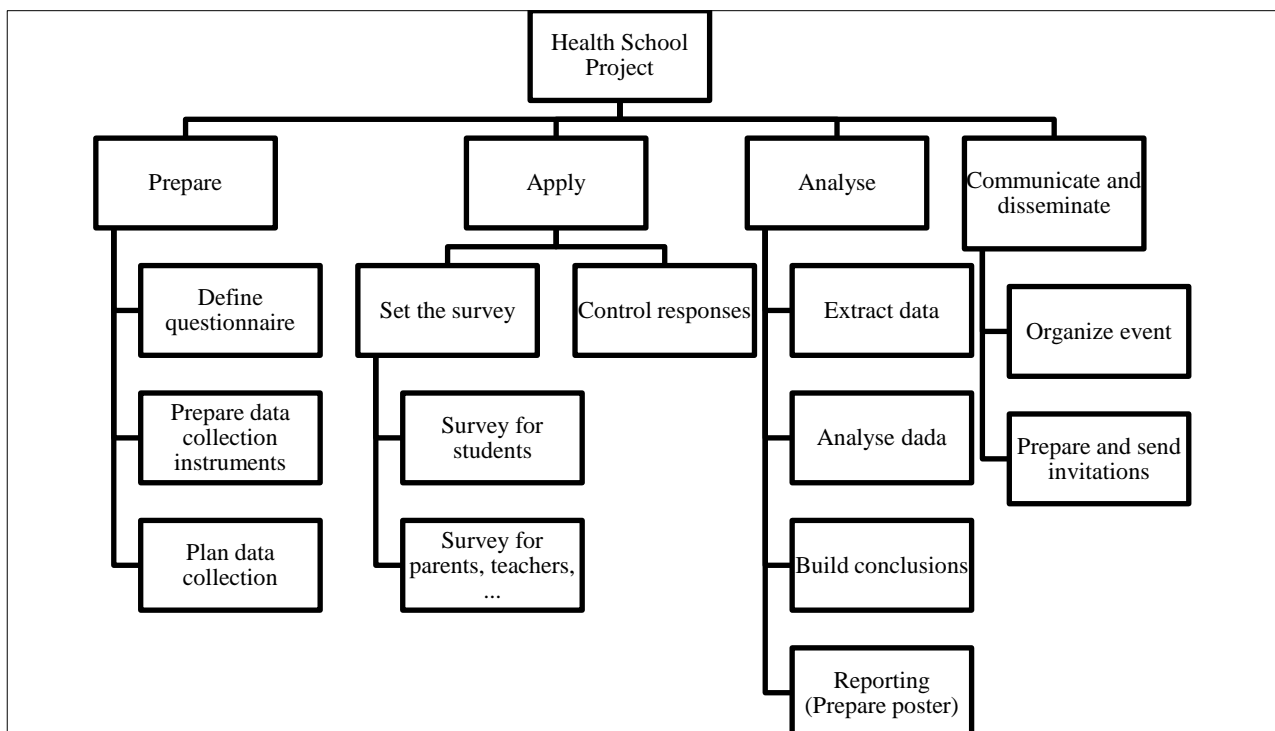 Health School
Project
Prepare
Apply
Analyse
Communicate and
disseminate
Define
questionnaire
Set the survey
Control responses
Extract data
Organize event
Prepare data
collection
instruments
Survey for
students
Analyse dada
Prepare and send
invitations
Plan data
collection
Survey for
parents, teachers,
...
Build conclusions
Reporting
(Prepare poster)